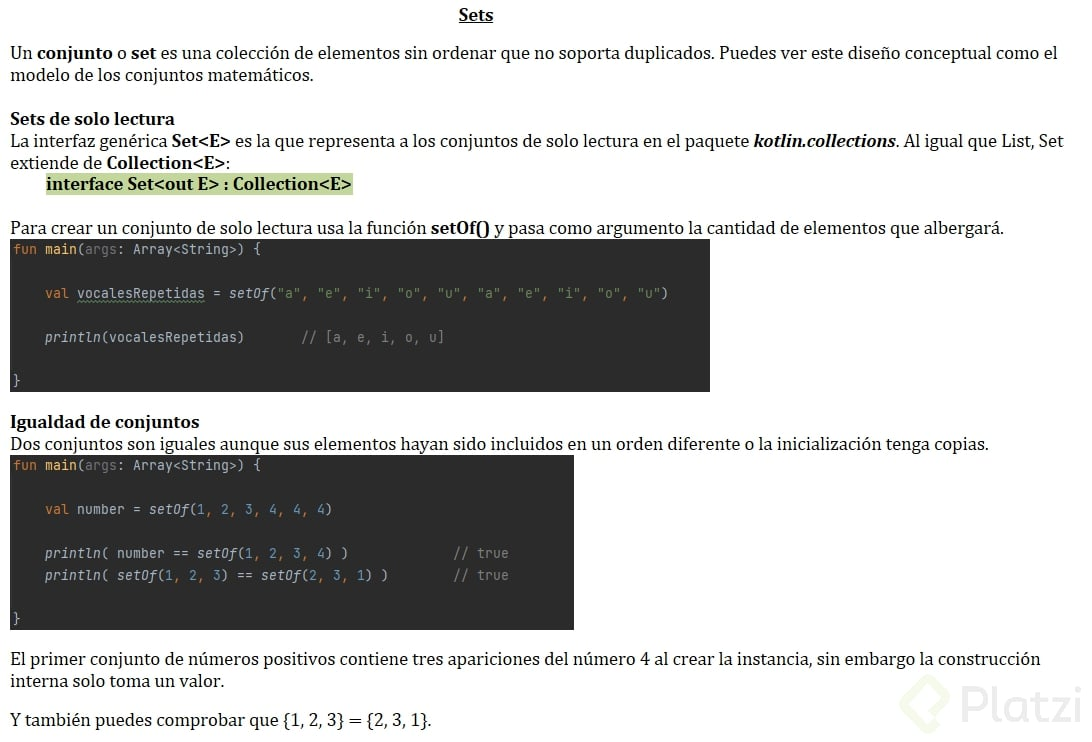 Sets
Un conjunto o set es una colección de elementos sin ordenar que no soporta duplicados. Puedes ver este diseño conceptual como el
modelo de los conjuntos matemáticos.
Sets de solo lectura
La interfaz genérica Set<E> es la que representa a los conjuntos de solo lectura en el paquete kotlin.collections. Al igual que List, Set
extiende de Collection<E>:
interface Set<out E> : Collection<E>
Para crear un conjunto de solo lectura usa la función setOf() y pasa como argumento la cantidad de elementos que albergará.
fun main(args: Array<String>) {
val vocalesRepetidas = setOf("a", "e", "i", "o", "u", "a", "e", "i", "o", "u")
println(vocalesRepetidas) // [a, e, i, o, u]
}
Igualdad de conjuntos
Dos conjuntos son iguales aunque sus elementos hayan sido incluidos en un orden diferente o la inicialización tenga copias.
fun main(args: Array<String>) {
val number = setOf(1, 2, 3, 4, 4, 4)
println( number == setOf(1, 2, 3, 4) ) // true
println( setOf(1, 2, 3) == setOf(2, 3, 1) ) // true
}
El primer conjunto de números positivos contiene tres apariciones del número 4 al crear la instancia, sin embargo la construcción
interna solo toma un valor.
Y también puedes comprobar que {1, 2, 3} = {2, 3, 1}.
Platzi